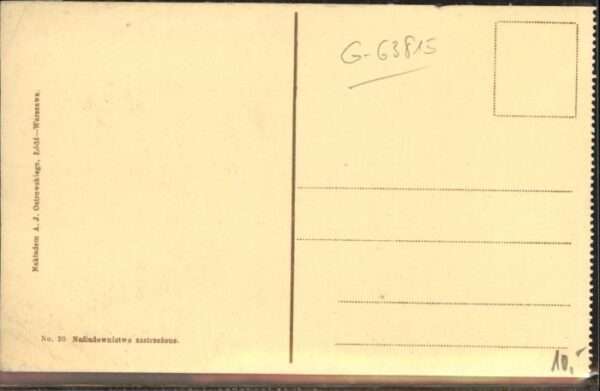 G-63815
Nakładem A. J. Ostrowskiego, Łódź—Warszawa.
No. 20 Naśladownictwo zastrzeżone.
10,-